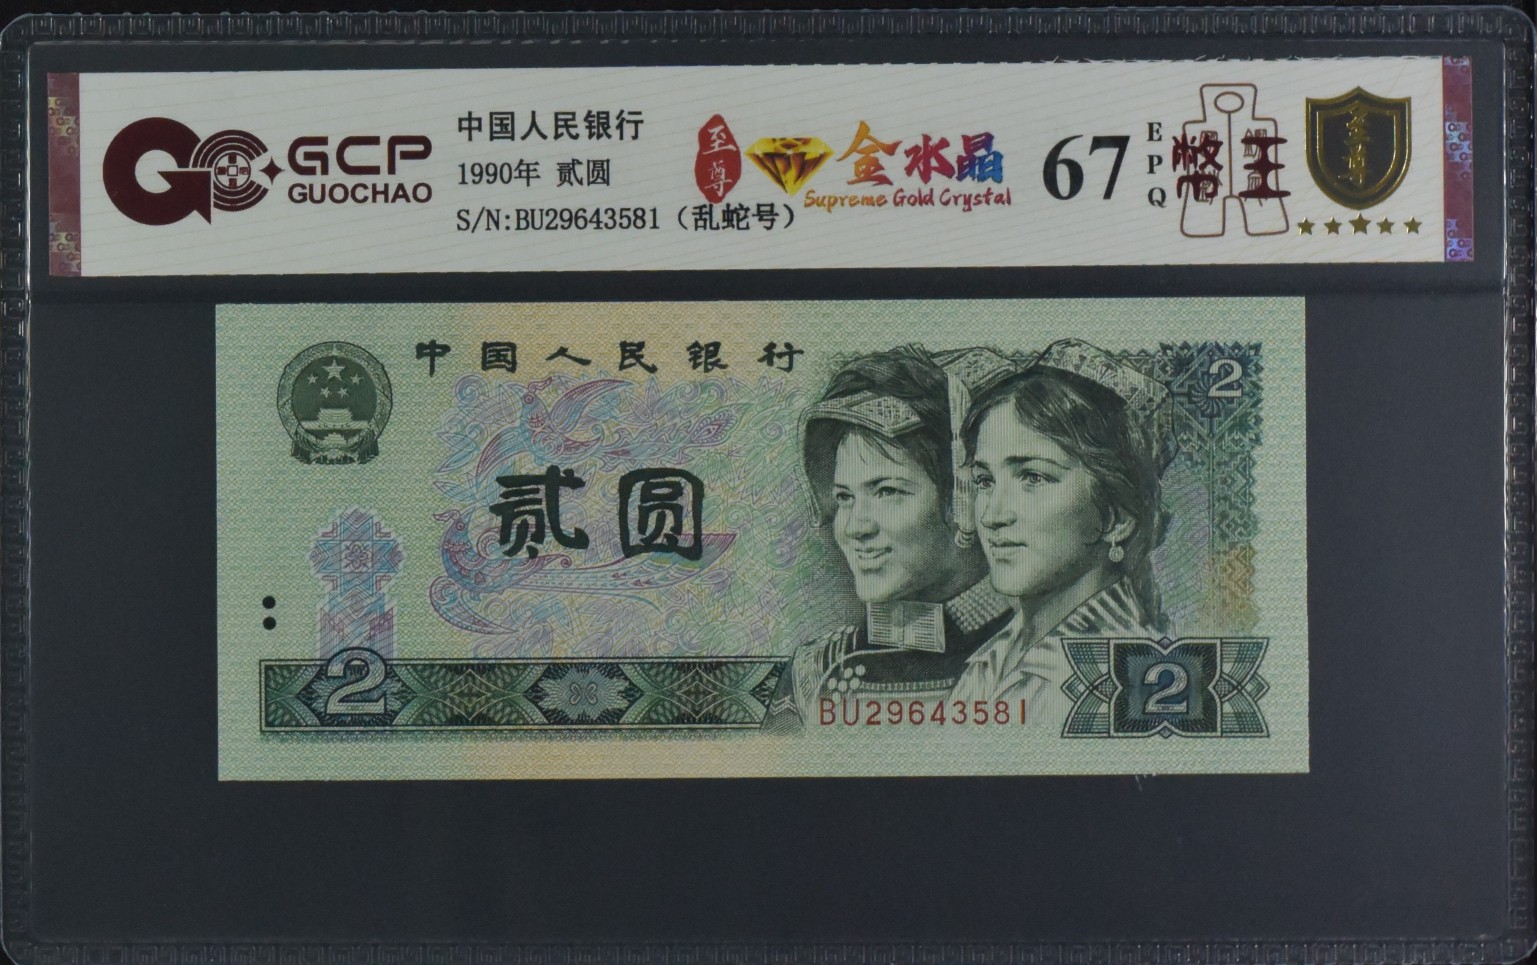 GCP
GUOCHAO
中国人民银行
1990年 贰圆
S/N:BU29643581（乱蛇号）
至尊
金水晶
Supreme Gold Crystal
67
EPQ
至尊
中国人民银行
2
贰圆
2
BU29643581
2